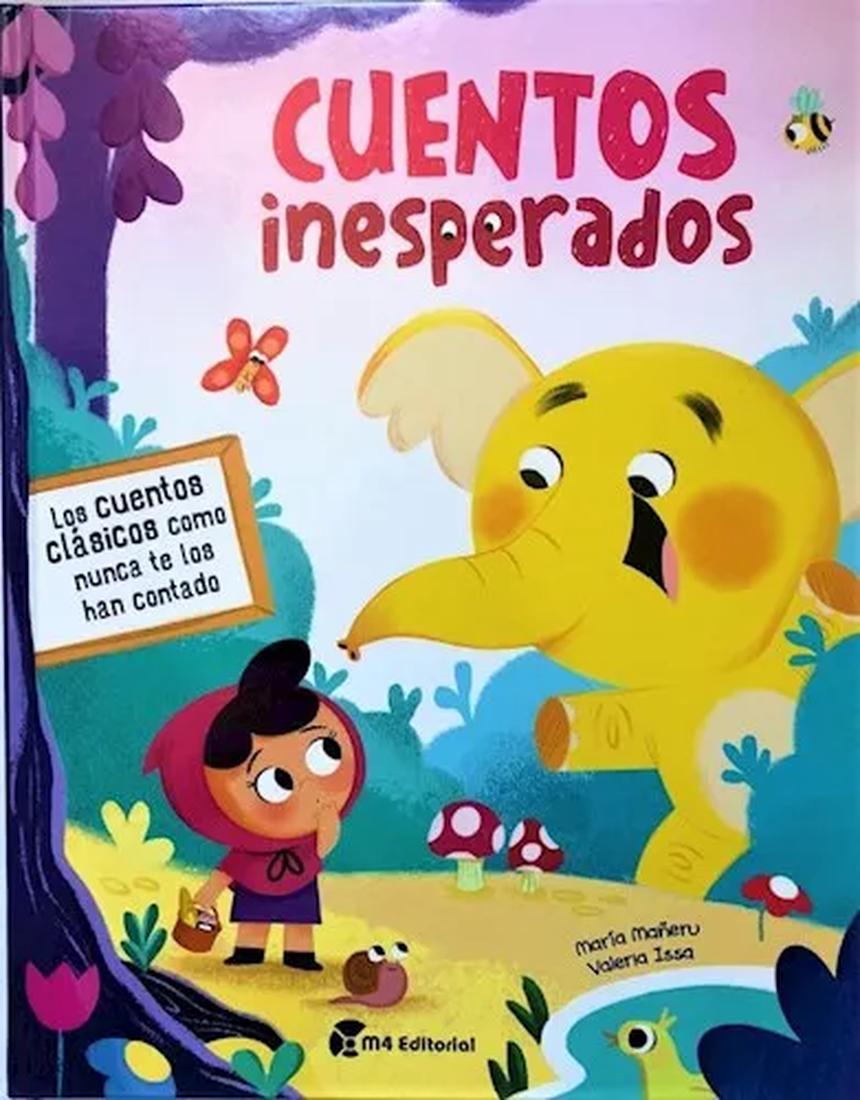 CUENTOS
inesperados
Los cuentos
clásicos como
nunca te los
han contado
María Mañeru
Valeria Issa
M4 Editorial